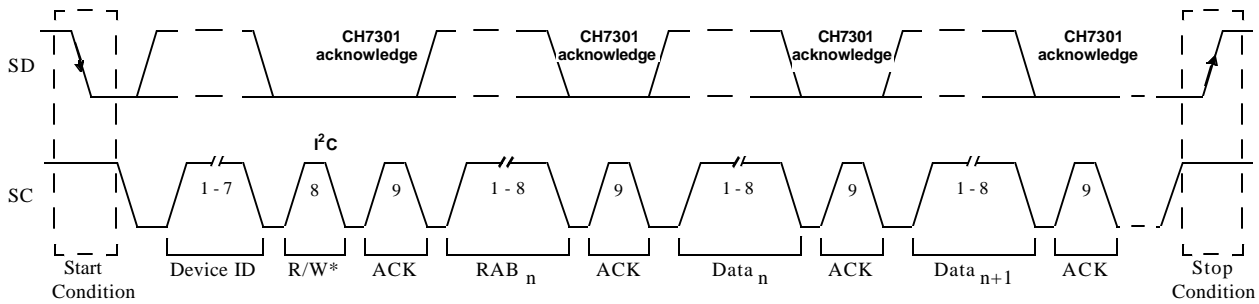 CH7301 CH7301 CH7301 CH7301
acknowledge acknowledge acknowledge acknowledge
SD
I²C
SC 1 - 7 8 9 1 - 8 9 1 - 8 9 1 - 8 9
Start Device ID R/W* ACK RAB n ACK Data n ACK Data n+1 ACK Stop
Condition Condition